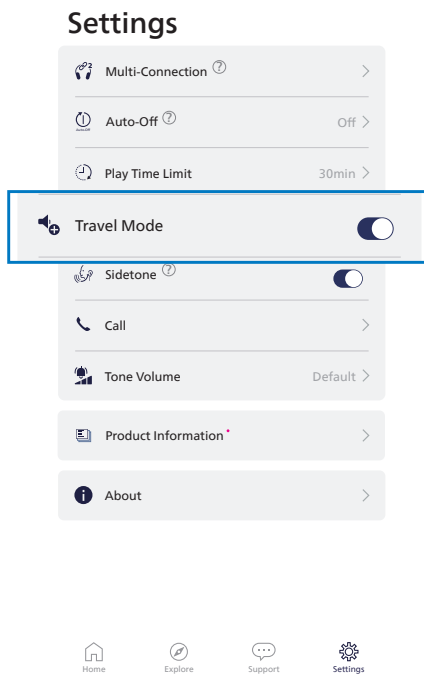 Settings
Multi-Connection ?
Auto-Off ?
Off >
Play Time Limit
30min >
Travel Mode
Sidetone ?
Call
Tone Volume
Default >
Product Information
About
Home
Explore
Support
Settings